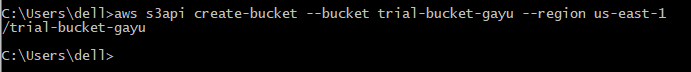 C:\Users\dell>aws s3api create-bucket --bucket trial-bucket-gayu --region us-east-1
/trial-bucket-gayu
C:\Users\dell>